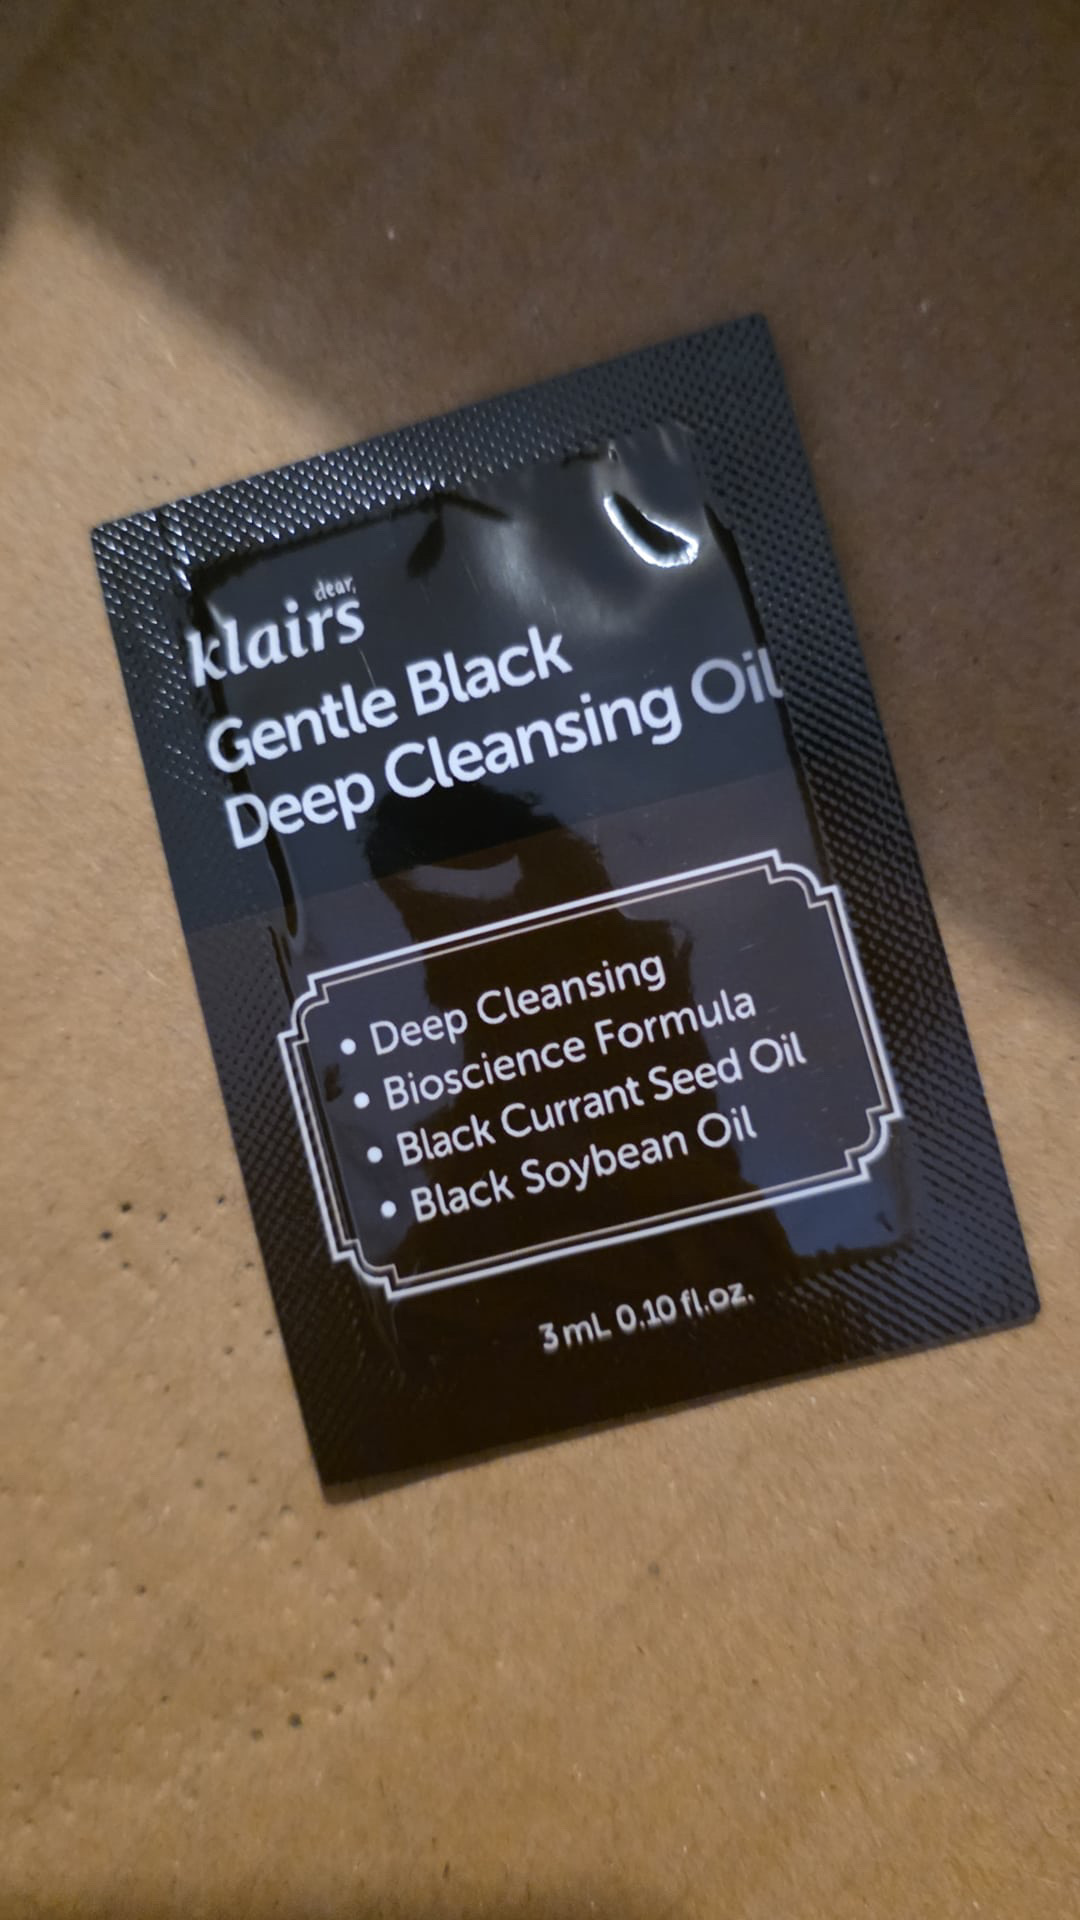 dear,
klairs
Gentle Black
Deep Cleansing Oil
• Deep Cleansing
• Bioscience Formula
• Black Currant Seed Oil
• Black Soybean Oil
3 mL 0.10 fl.oz.